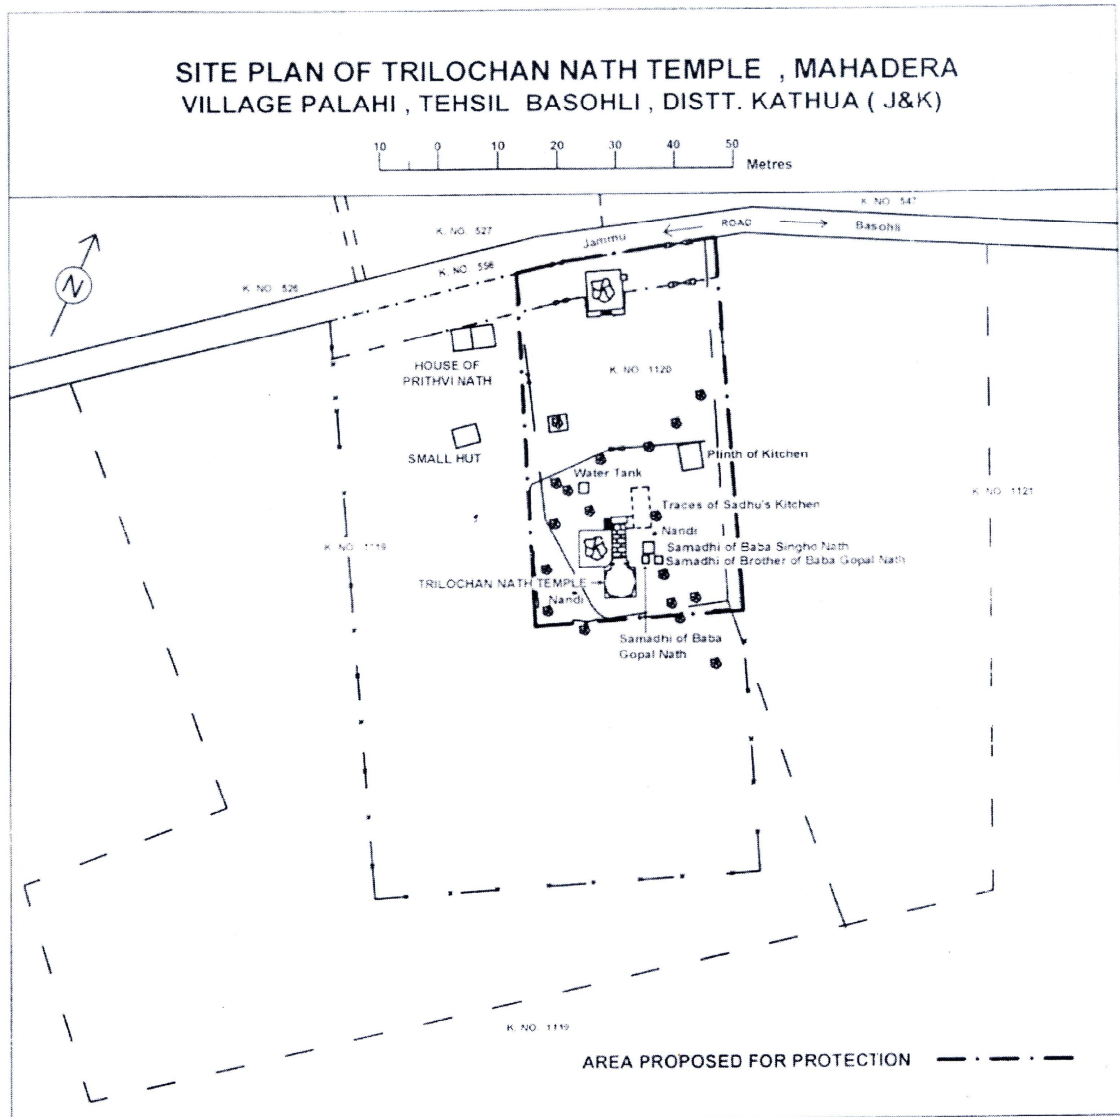 SITE PLAN OF TRILOCHAN NATH TEMPLE , MAHADERA
VILLAGE PALAHI , TEHSIL BASOHLI , DISTT. KATHUA ( J&K)
10 0 10 20 30 40 50
Metres
K. NO. 547
K. NO. 527
Jammu
ROAD
Basohli
K. NO. 556
K. NO. 526
N
HOUSE OF
PRITHVI NATH
K. NO. 1120
SMALL HUT
Plinth of Kitchen
Water Tank
K. NO. 1121
Traces of Sadhu's Kitchen
Nandi
K. NO. 1119
Samadhi of Baba Singho Nath
Samadhi of Brother of Baba Gopal Nath
TRILOCHAN NATH TEMPLE
Nandi
Samadhi of Baba
Gopal Nath
K. NO. 1119
AREA PROPOSED FOR PROTECTION